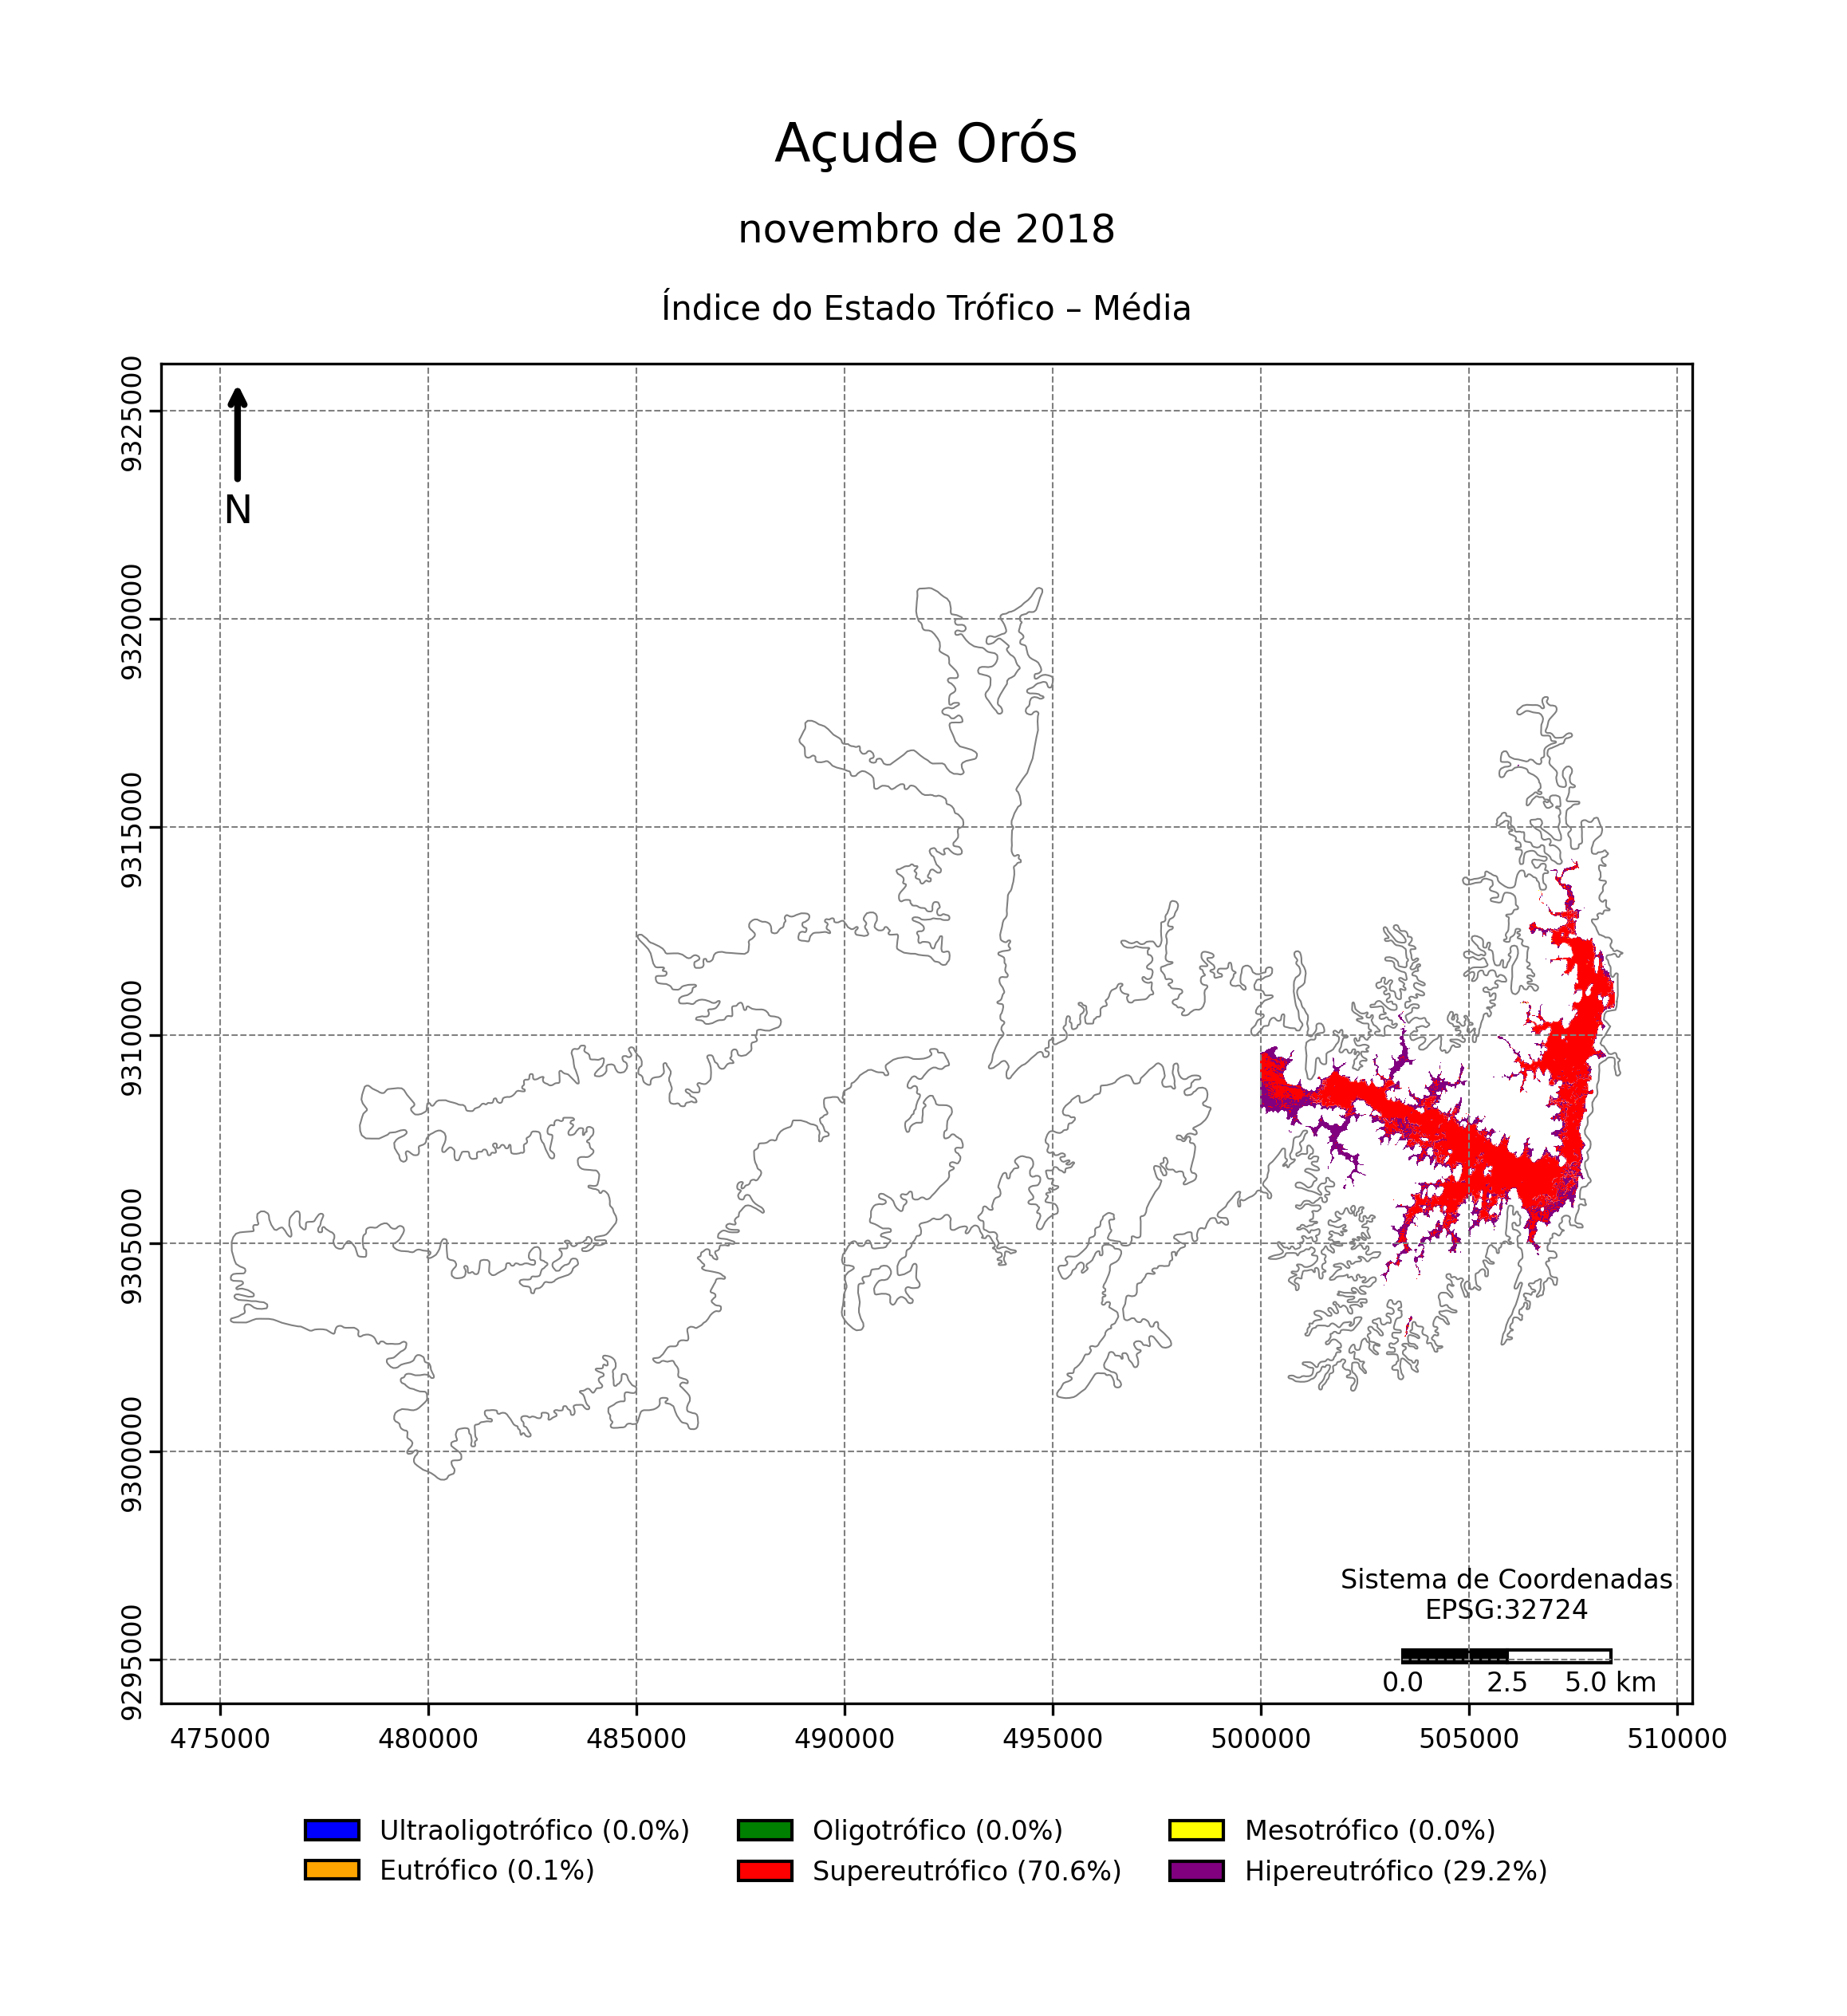 Açude Orós
novembro de 2018
Índice do Estado Trófico – Média
9325000
9320000
9315000
9310000
9305000
9300000
9295000
N
Sistema de Coordenadas
EPSG:32724
0.0 2.5 5.0 km
475000 480000 485000 490000 495000 500000 505000 510000
Ultraoligotrófico (0.0%) Oligotrófico (0.0%) Mesotrófico (0.0%)
Eutrófico (0.1%) Supereutrófico (70.6%) Hipereutrófico (29.2%)